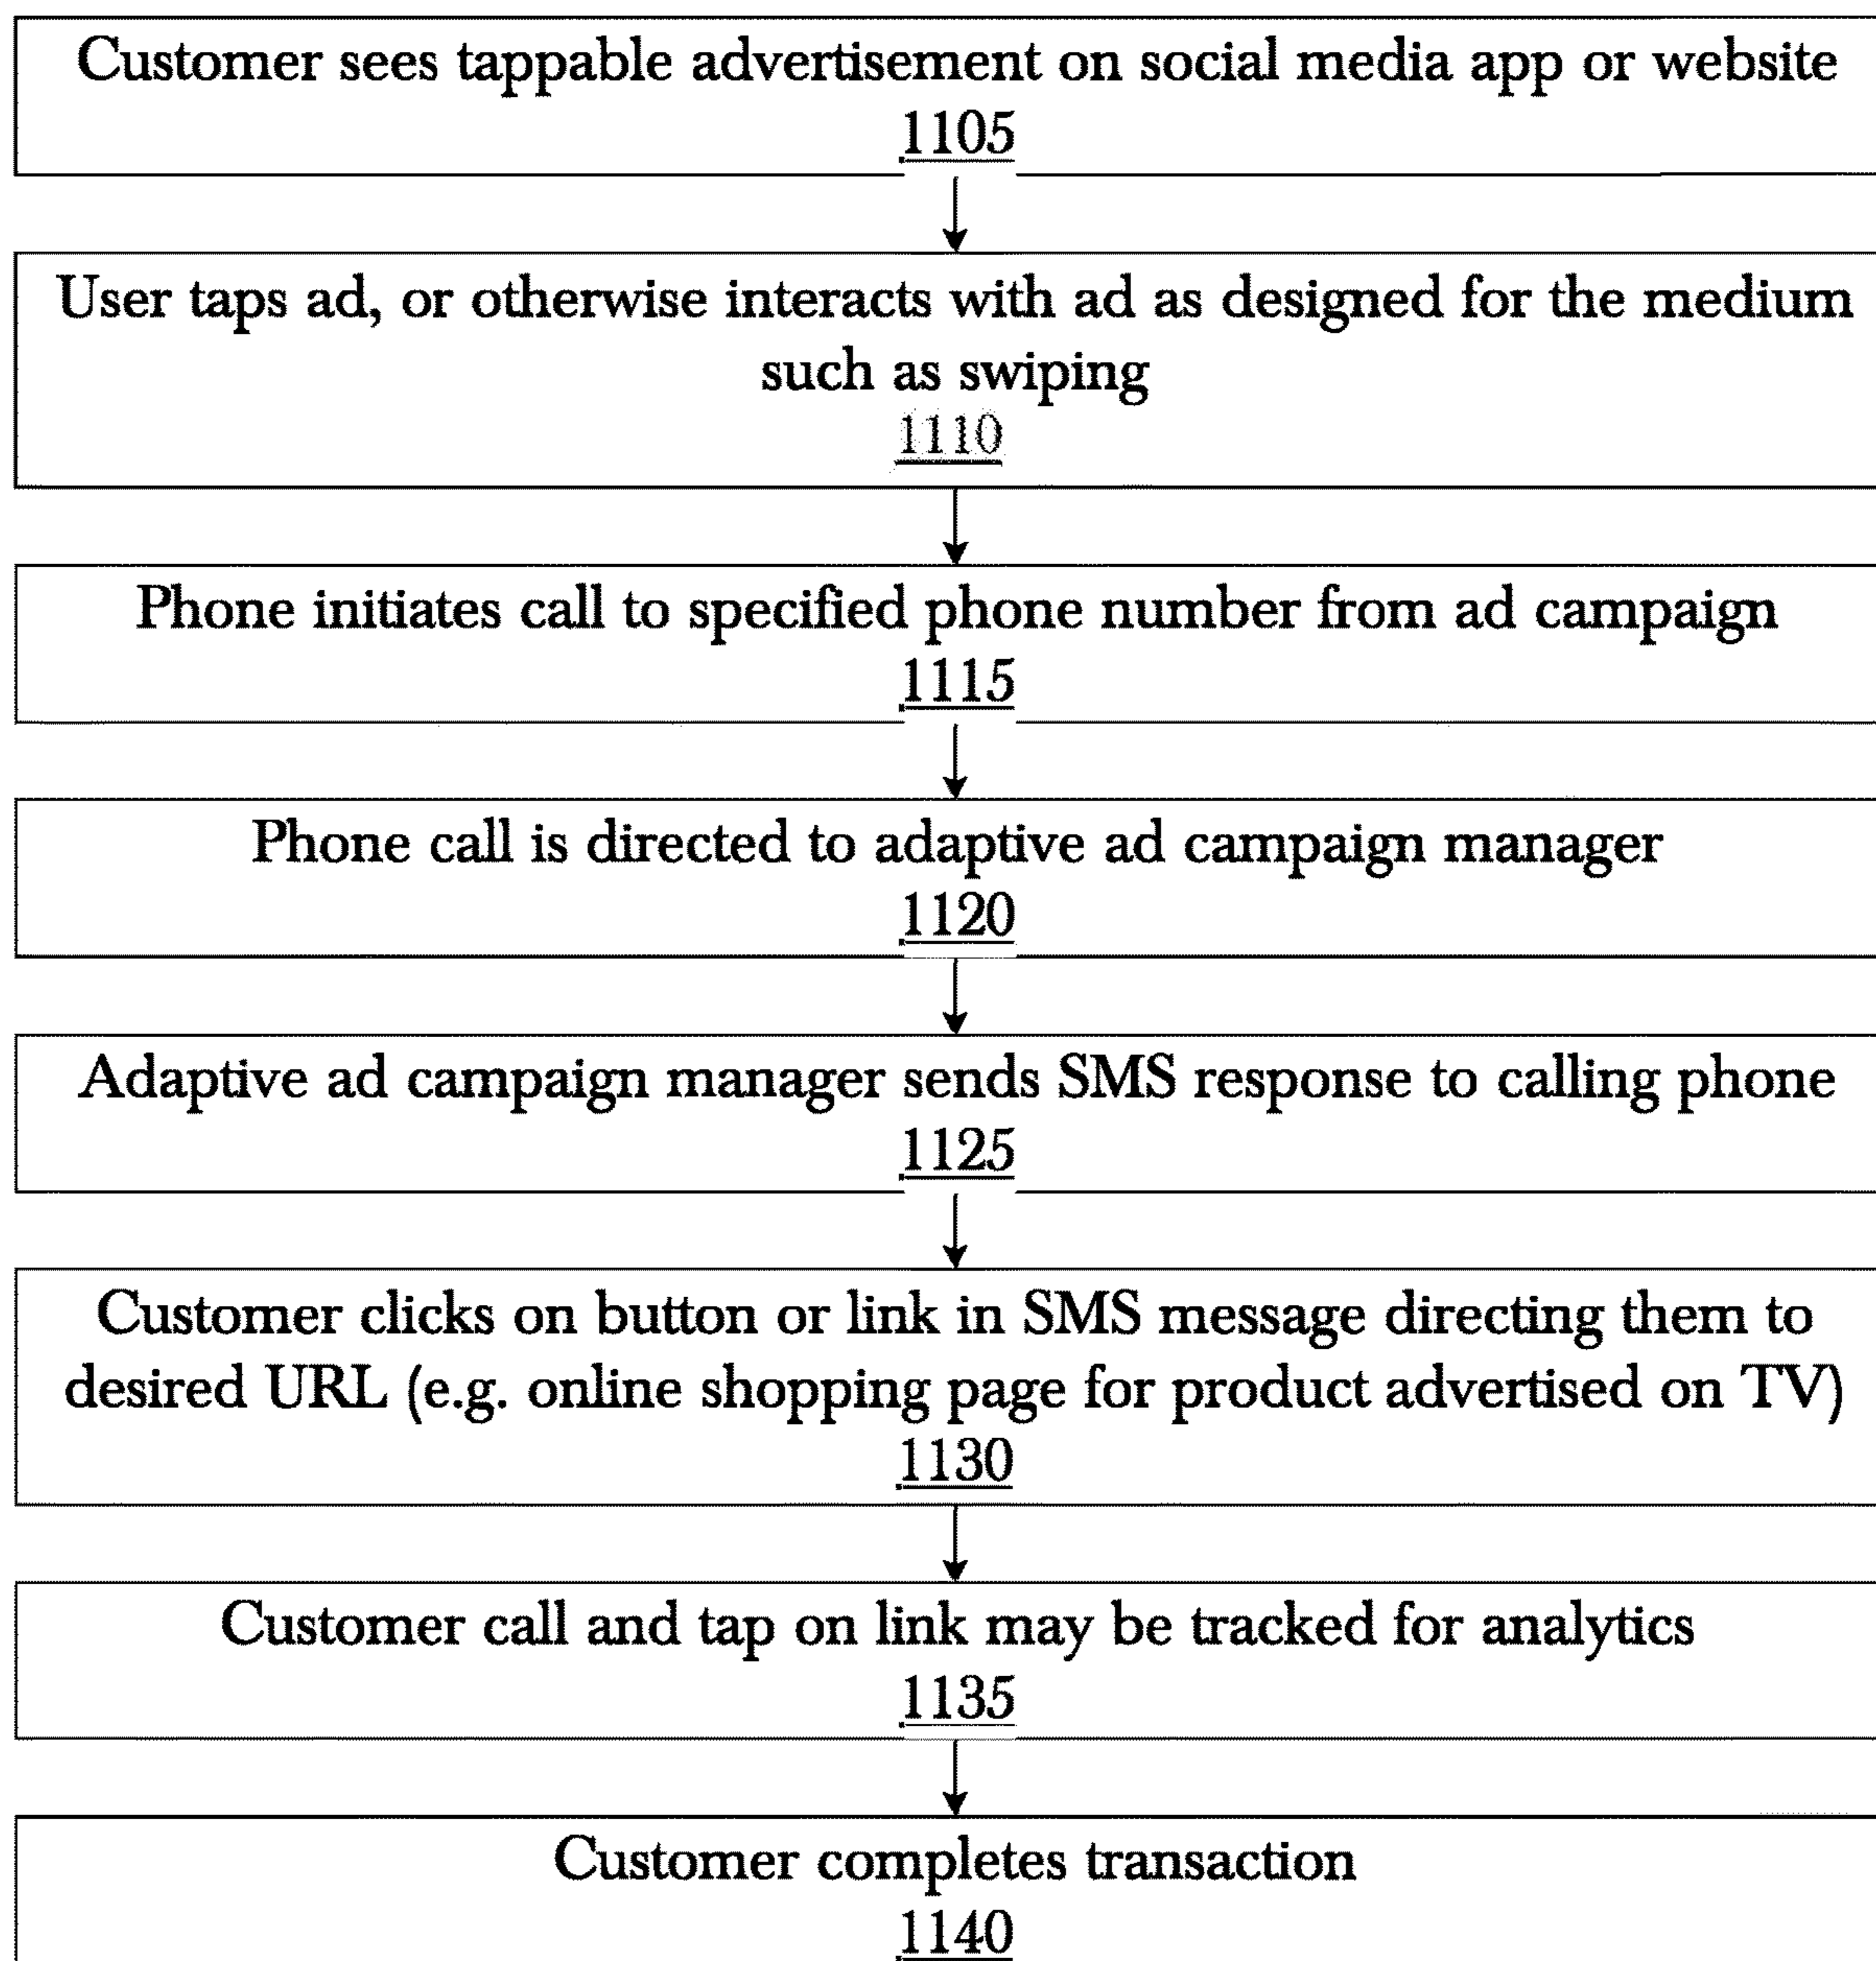 Customer sees tappable advertisement on social media app or website
1105
User taps ad, or otherwise interacts with ad as designed for the medium
such as swiping
1110
Phone initiates call to specified phone number from ad campaign
1115
Phone call is directed to adaptive ad campaign manager
1120
Adaptive ad campaign manager sends SMS response to calling phone
1125
Customer clicks on button or link in SMS message directing them to
desired URL (e.g. online shopping page for product advertised on TV)
1130
Customer call and tap on link may be tracked for analytics
1135
Customer completes transaction
1140